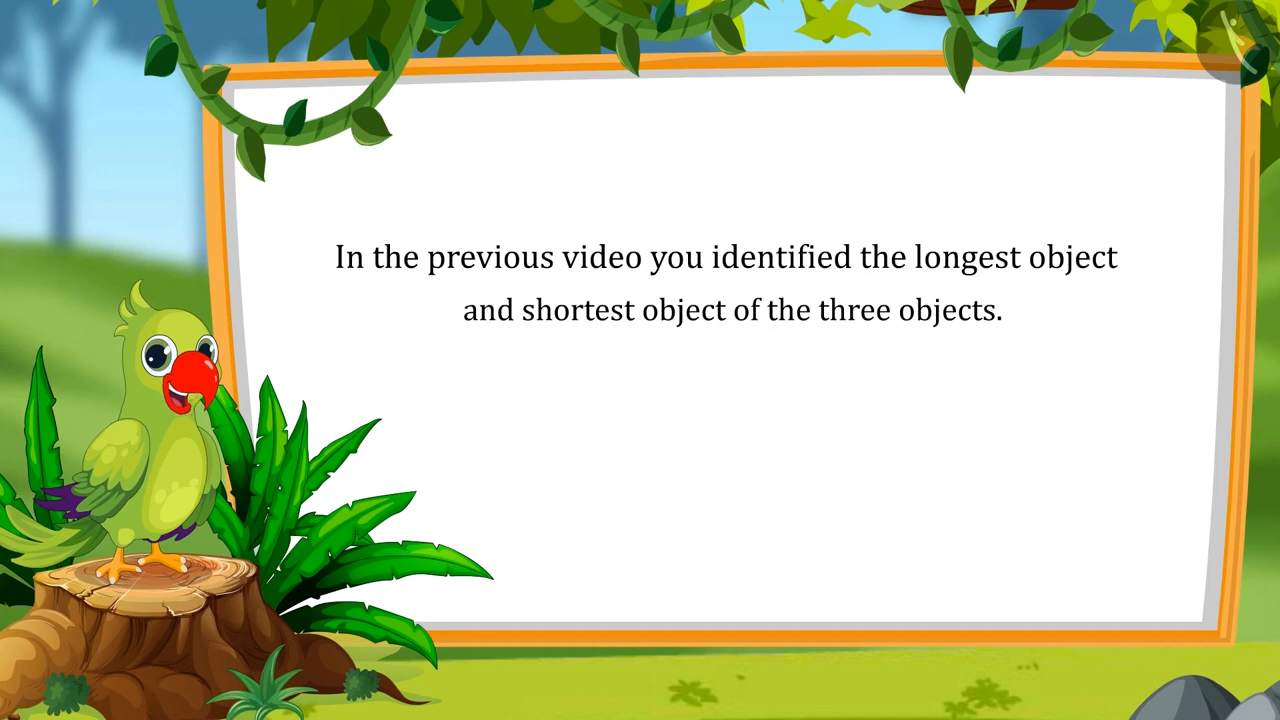 In the previous video you identified the longest object
and shortest object of the three objects.